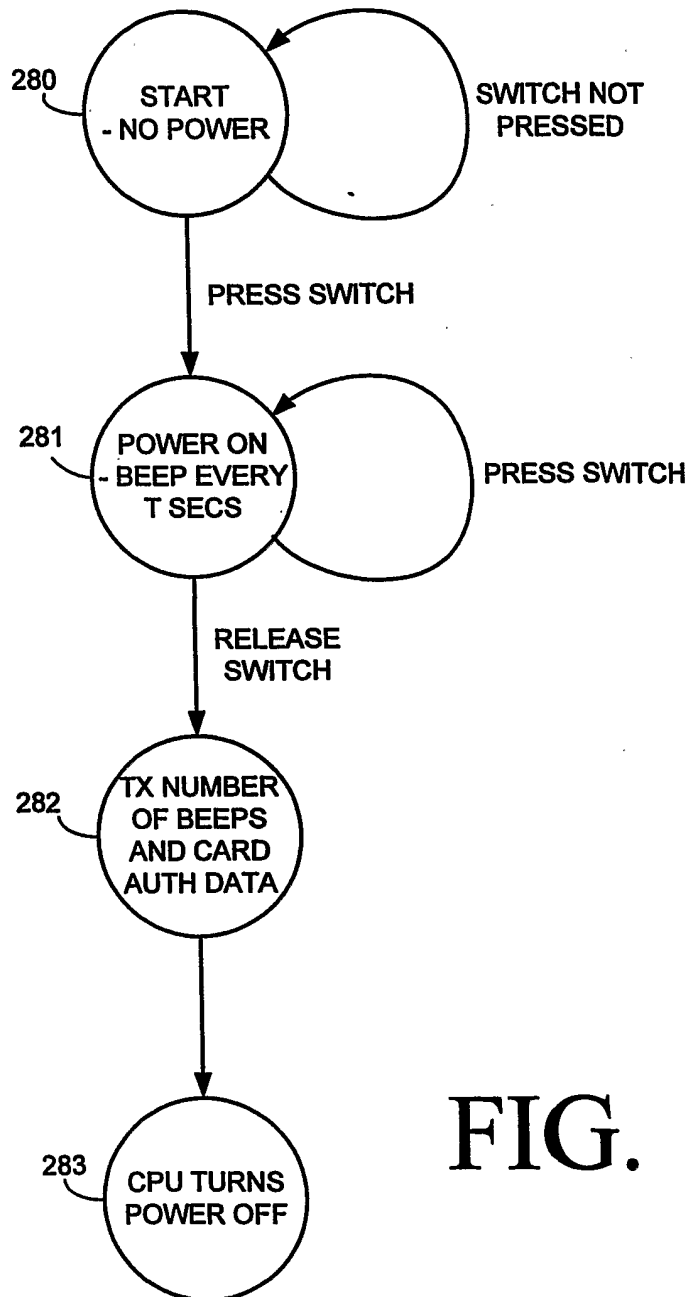 280
START
- NO POWER
SWITCH NOT
PRESSED
PRESS SWITCH
281
POWER ON
- BEEP EVERY
T SECS
PRESS SWITCH
RELEASE
SWITCH
282
TX NUMBER
OF BEEPS
AND CARD
AUTH DATA
283
CPU TURNS
POWER OFF
FIG.